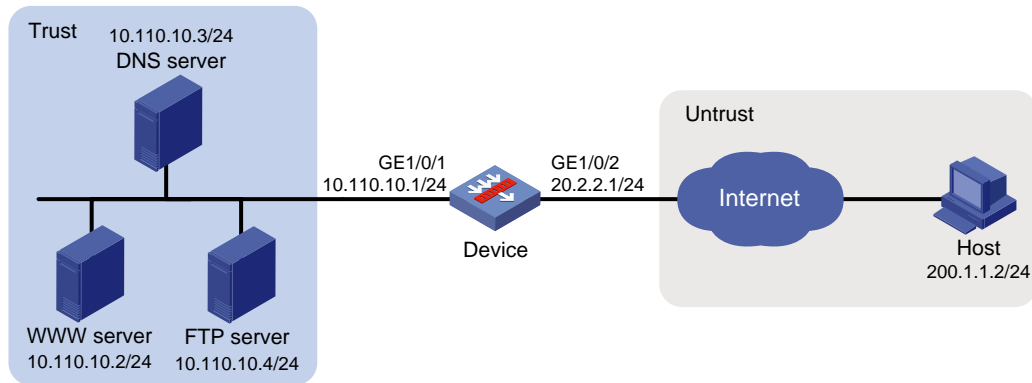 Trust
10.110.10.3/24
DNS server
WWW server
10.110.10.2/24
FTP server
10.110.10.4/24
GE1/0/1
10.110.10.1/24
Device
GE1/0/2
20.2.2.1/24
Untrust
Internet
Host
200.1.1.2/24